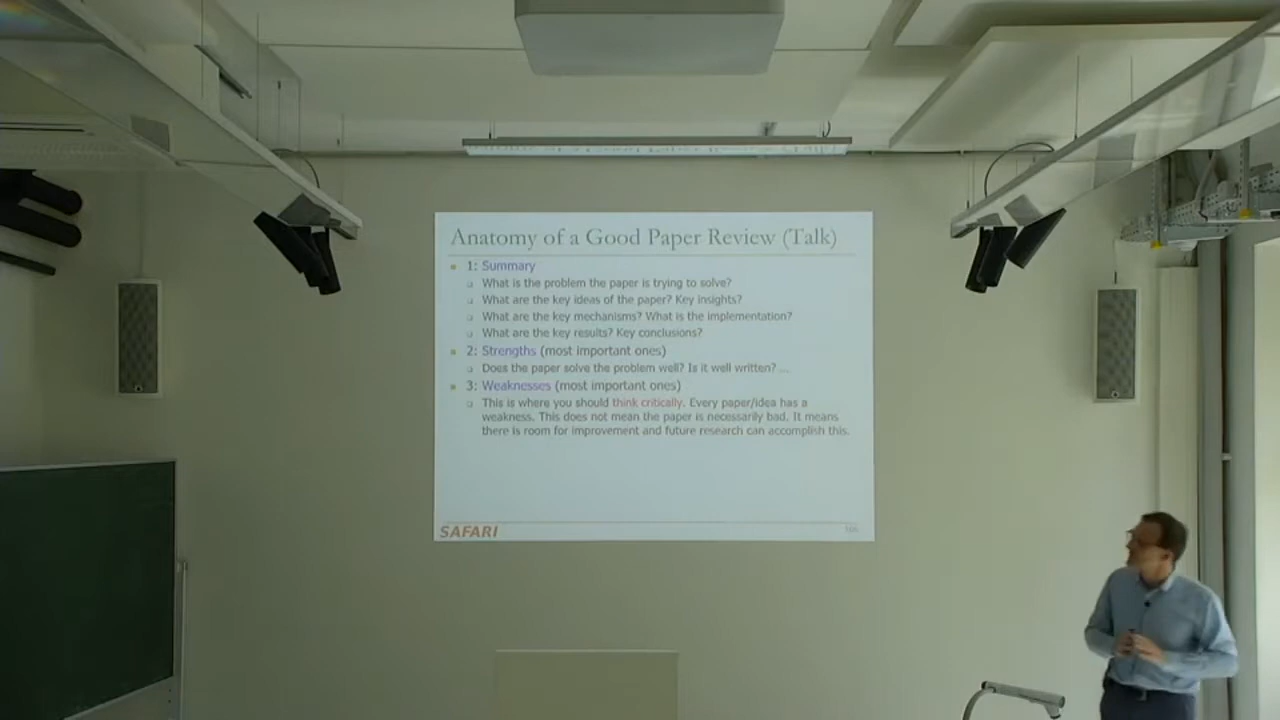 Anatomy of a Good Paper Review (Talk)
1: Summary
What is the problem the paper is trying to solve?
What are the key ideas of the paper? Key insights?
What are the key mechanisms? What is the implementation?
What are the key results? Key conclusions?
2: Strengths (most important ones)
Does the paper solve the problem well? Is it well written? ...
3: Weaknesses (most important ones)
This is where you should think critically. Every paper/idea has a
weakness. This does not mean the paper is necessarily bad. It means
there is room for improvement and future research can accomplish this.
SAFARI